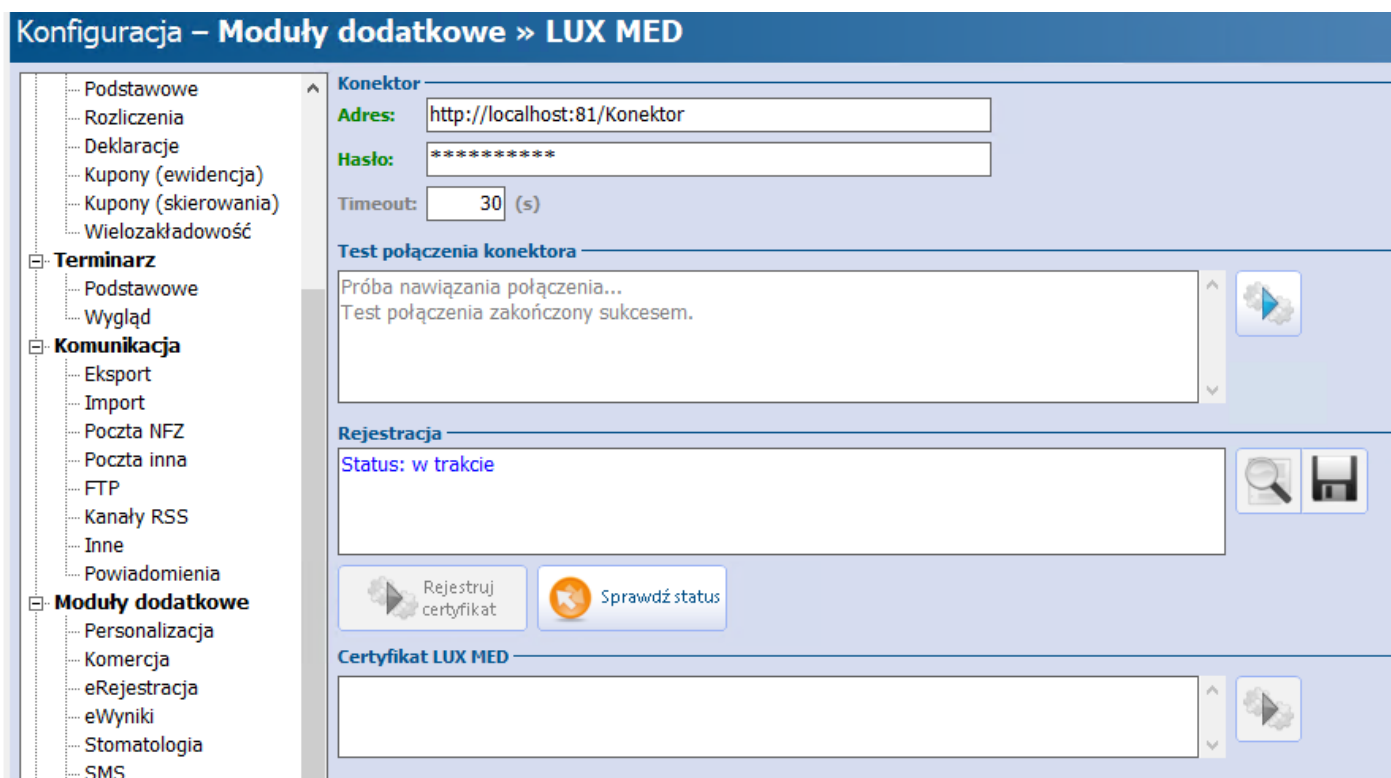 Konfiguracja – Moduły dodatkowe » LUX MED
Podstawowe
Rozliczenia
Deklaracje
Kupony (ewidencja)
Kupony (skierowania)
Wielozakładowość
Terminarz
Podstawowe
Wygląd
Komunikacja
Eksport
Import
Poczta NFZ
Poczta inna
FTP
Kanały RSS
Inne
Powiadomienia
Moduły dodatkowe
Personalizacja
Komercja
eRejestracja
eWyniki
Stomatologia
SMS
Konektor
Adres: http://localhost:81/Konektor
Hasło: **********
Timeout: 30 (s)
Test połączenia konektora
Próba nawiązania połączenia...
Test połączenia zakończony sukcesem.
Rejestracja
Status: w trakcie
Rejestruj
certyfikat
Sprawdź status
Certyfikat LUX MED